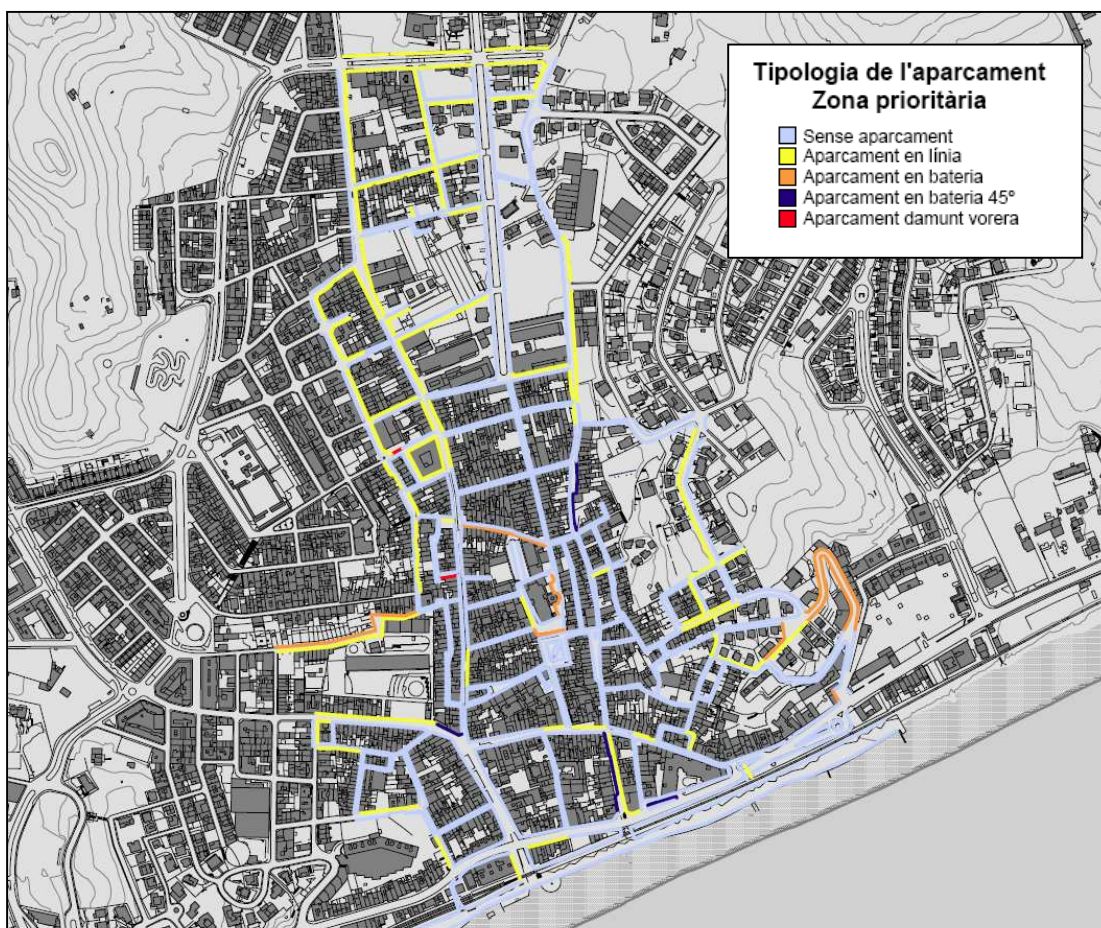 Tipologia de l'aparcament
Zona prioritària
Sense aparcament
Aparcament en línia
Aparcament en bateria
Aparcament en bateria 45º
Aparcament damunt vorera